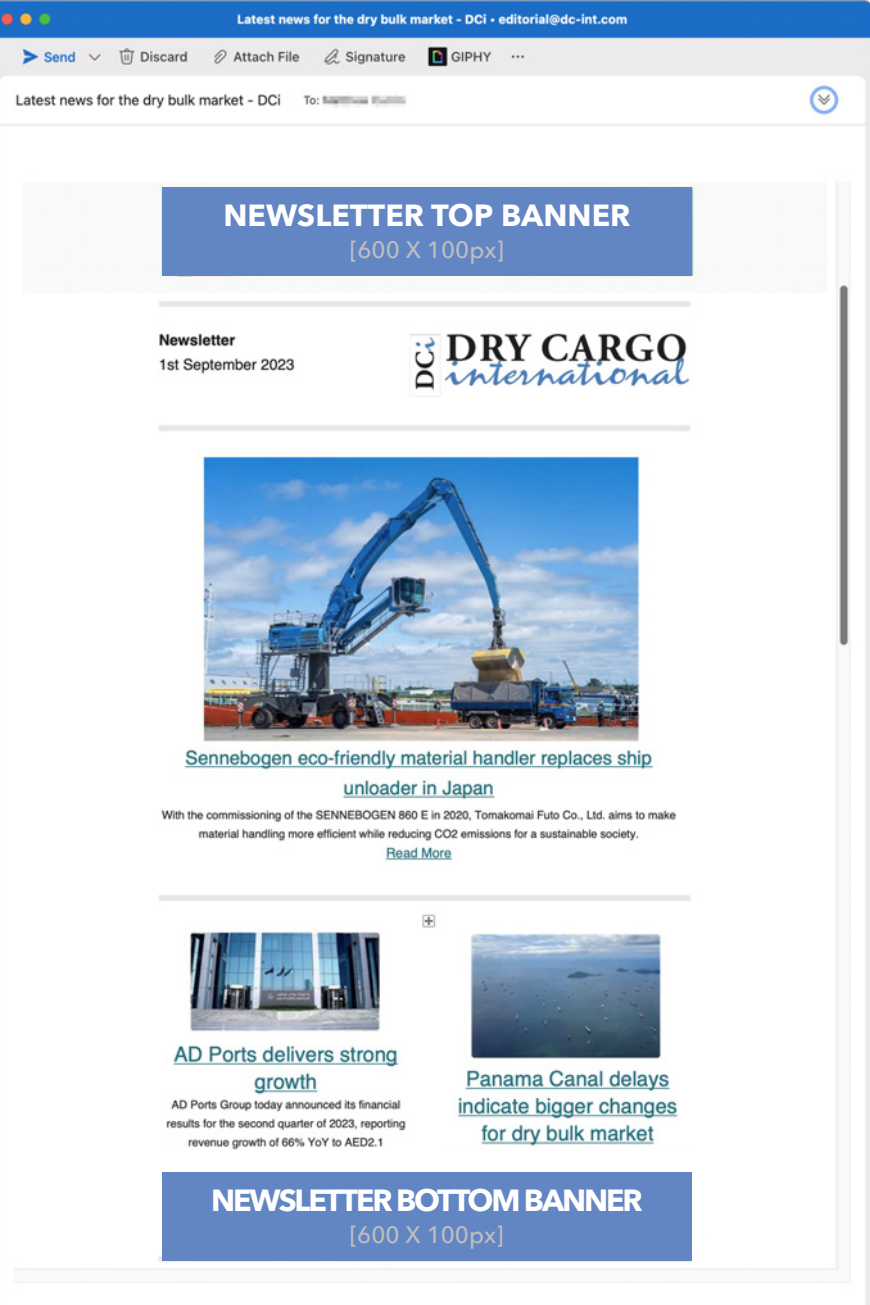 Latest news for the dry bulk market - DCi • editorial@dc-int.com
Send Discard Attach File Signature GIPHY ...
Latest news for the dry bulk market - DCi To:
NEWSLETTER TOP BANNER
[600 X 100px]
Newsletter
1st September 2023
DCi DRY CARGO
international
Sennebogen eco-friendly material handler replaces ship
unloader in Japan
With the commissioning of the SENNEBOGEN 860 E in 2020, Tomakomai Futo Co., Ltd. aims to make
material handling more efficient while reducing CO2 emissions for a sustainable society.
Read More
AD Ports delivers strong
growth
AD Ports Group today announced its financial
results for the second quarter of 2023, reporting
revenue growth of 66% YoY to AED2.1
Panama Canal delays
indicate bigger changes
for dry bulk market
NEWSLETTER BOTTOM BANNER
[600 X 100px]